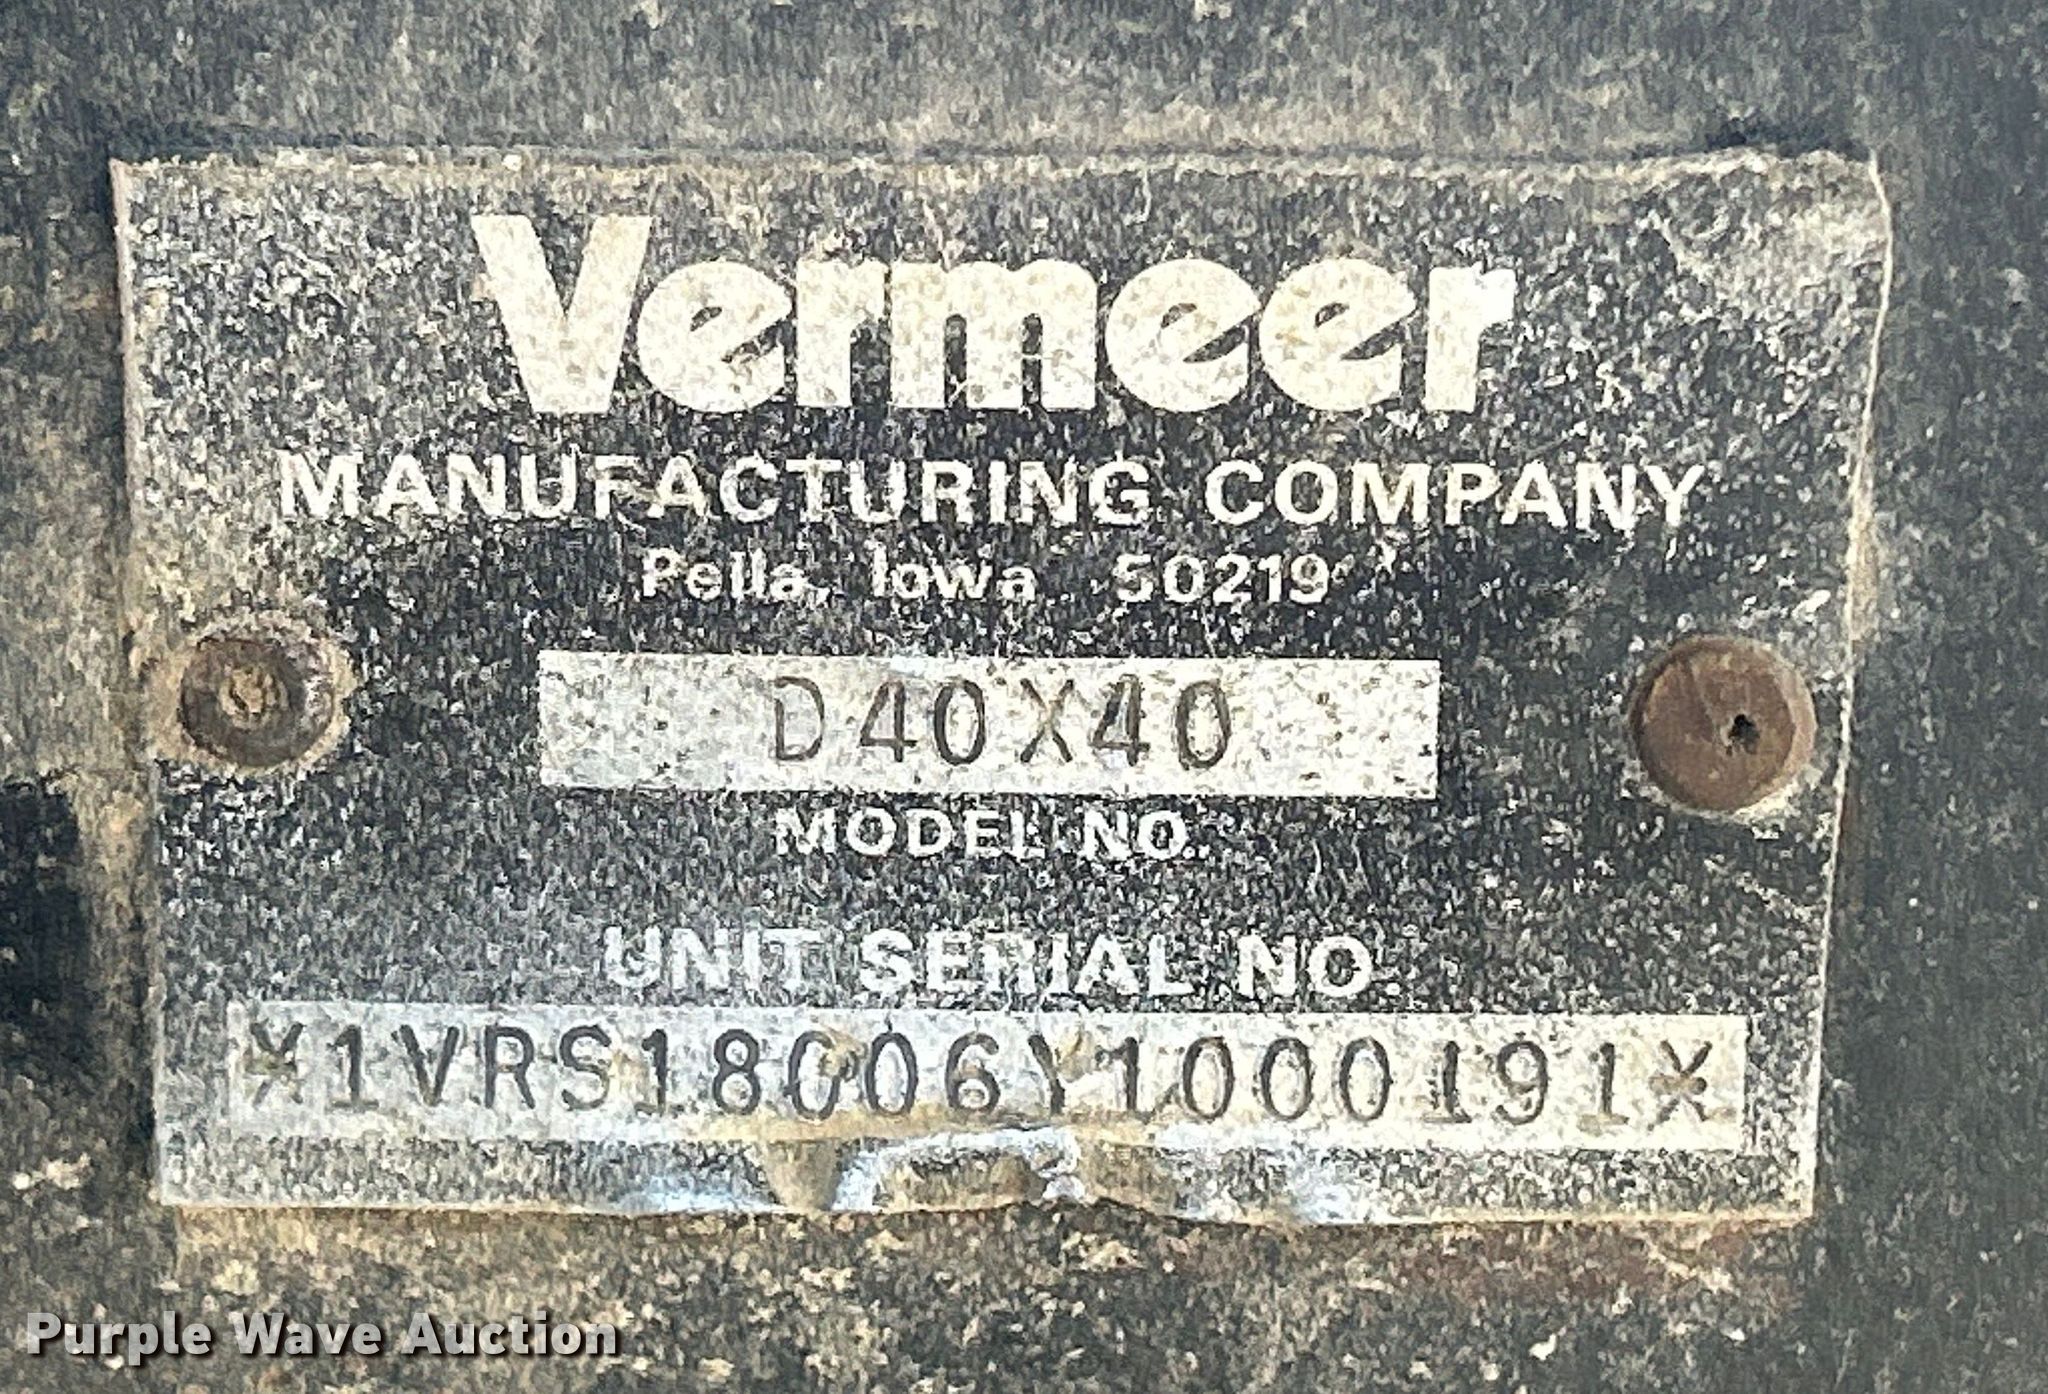 Vermeer
MANUFACTURING COMPANY
Pella, Iowa 50219
D40X40
MODEL NO.
UNIT SERIAL NO.
*1VRS18006Y1000191*
Purple Wave Auction